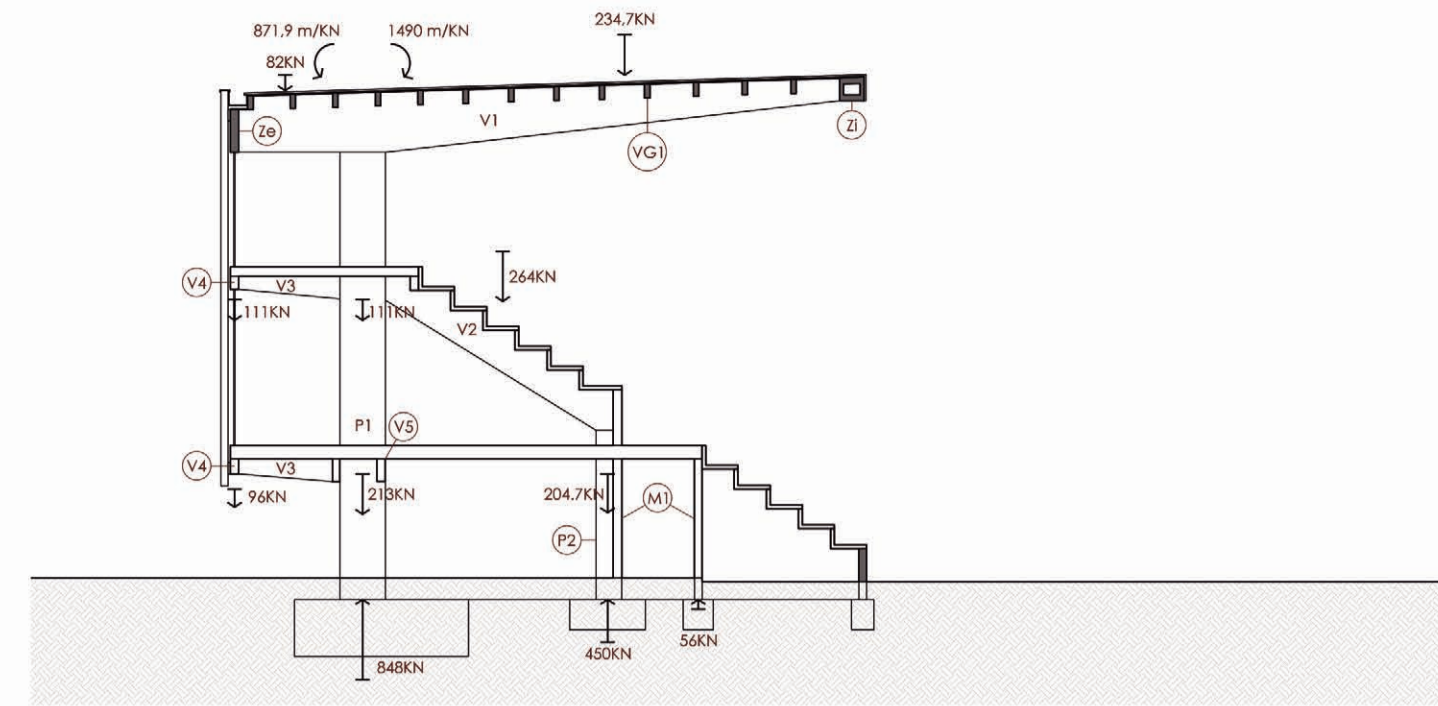 234,7KN
871,9 m/KN
1490 m/KN
82KN
V1
Ze
Zi
VG1
264KN
V4
V3
111KN
111KN
V2
P1
V5
V4
V3
96KN
213KN
204.7KN
M1
P2
848KN
450KN
56KN